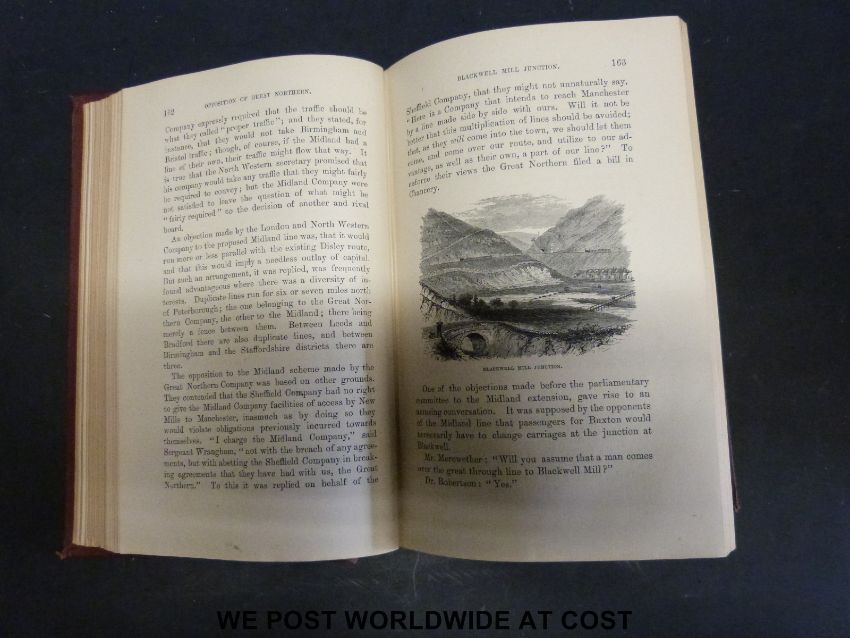 162 OPPOSITION OF GREAT NORTHERN.
Company expressly required that the traffic should be
what they called "proper traffic"; and they stated, for
instance, that they would not take Birmingham and
Bristol traffic; though, of course, if the Midland had a
line of their own, their traffic might flow that way. It
is true that the North Western secretary promised that
his company would take any traffic that they might fairly
be required to convey; but the Midland Company were
not satisfied to leave the question of what might be
"fairly required" to the decision of another and rival
board.
An objection made by the London and North Western
Company to the proposed Midland line was, that it would
run more or less parallel with the existing Disley route,
and that this would imply a needless outlay of capital.
But such an arrangement, it was replied, was frequently
found advantageous where there was a diversity of in-
terests. Duplicate lines run for six or seven miles north
of Peterborough; the one belonging to the Great Nor-
thern Company, the other to the Midland; there being
merely a fence between them. Between Leeds and
Bradford there are also duplicate lines, and between
Birmingham and the Staffordshire districts there are
three.
The opposition to the Midland scheme made by the
Great Northern Company was based on other grounds.
They contended that the Sheffield Company had no right
to give the Midland Company facilities of access by New
Mills to Manchester, inasmuch as by doing so they
would violate obligations previously incurred towards
themselves. "I charge the Midland Company," said
Sergeant Wrangham, "not with the breach of any agree-
ments, but with abetting the Sheffield Company in break-
ing agreements that they have had with us, the Great
Northern." To this it was replied on behalf of the
BLACKWELL MILL JUNCTION. 163
Sheffield Company, that they might not unnaturally say,
"Here is a Company that intends to reach Manchester
by a line made side by side with ours. Will it not be
better that this multiplication of lines should be avoided;
that, as they will come into the town, we should let them
come, and come over our route, and utilize to our ad-
vantage, as well as their own, a part of our line?" To
enforce their views the Great Northern filed a bill in
Chancery.
BLACKWELL MILL JUNCTION.
One of the objections made before the parliamentary
committee to the Midland extension, gave rise to an
amusing conversation. It was supposed by the opponents
of the Midland line that passengers for Buxton would
necessarily have to change carriages at the junction at
Blackwell.
Mr. Merewether: "Will you assume that a man comes
over the great through line to Blackwell Mill?"
Dr. Robertson: "Yes."
WE POST WORLDWIDE AT COST